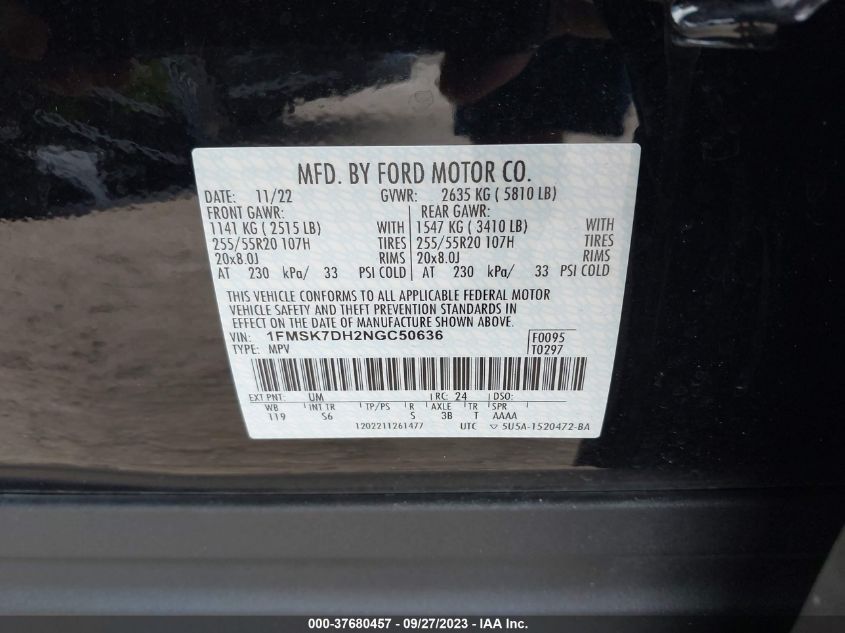 MFD. BY FORD MOTOR CO.
DATE: 11/22 GVWR: 2635 KG ( 5810 LB)
FRONT GAWR: REAR GAWR:
1141 KG ( 2515 LB) WITH 1547 KG ( 3410 LB) WITH
255/55R20 107H TIRES 255/55R20 107H TIRES
20x8.0J RIMS 20x8.0J RIMS
AT 230 kPa/ 33 PSI COLD AT 230 kPa/ 33 PSI COLD
THIS VEHICLE CONFORMS TO ALL APPLICABLE FEDERAL MOTOR
VEHICLE SAFETY AND THEFT PREVENTION STANDARDS IN
EFFECT ON THE DATE OF MANUFACTURE SHOWN ABOVE.
VIN: 1FMSK7DH2NGC50636 F0095
TYPE: MPV T0297
EXT PNT: UM RC: 24 DSO:
WB INT TR TP/PS R AXLE TR SPR
119 S6 S 3B T AAAA
1202211261477 UTC 5U5A-1520472-BA
000-37680457 - 09/27/2023 - IAA Inc.